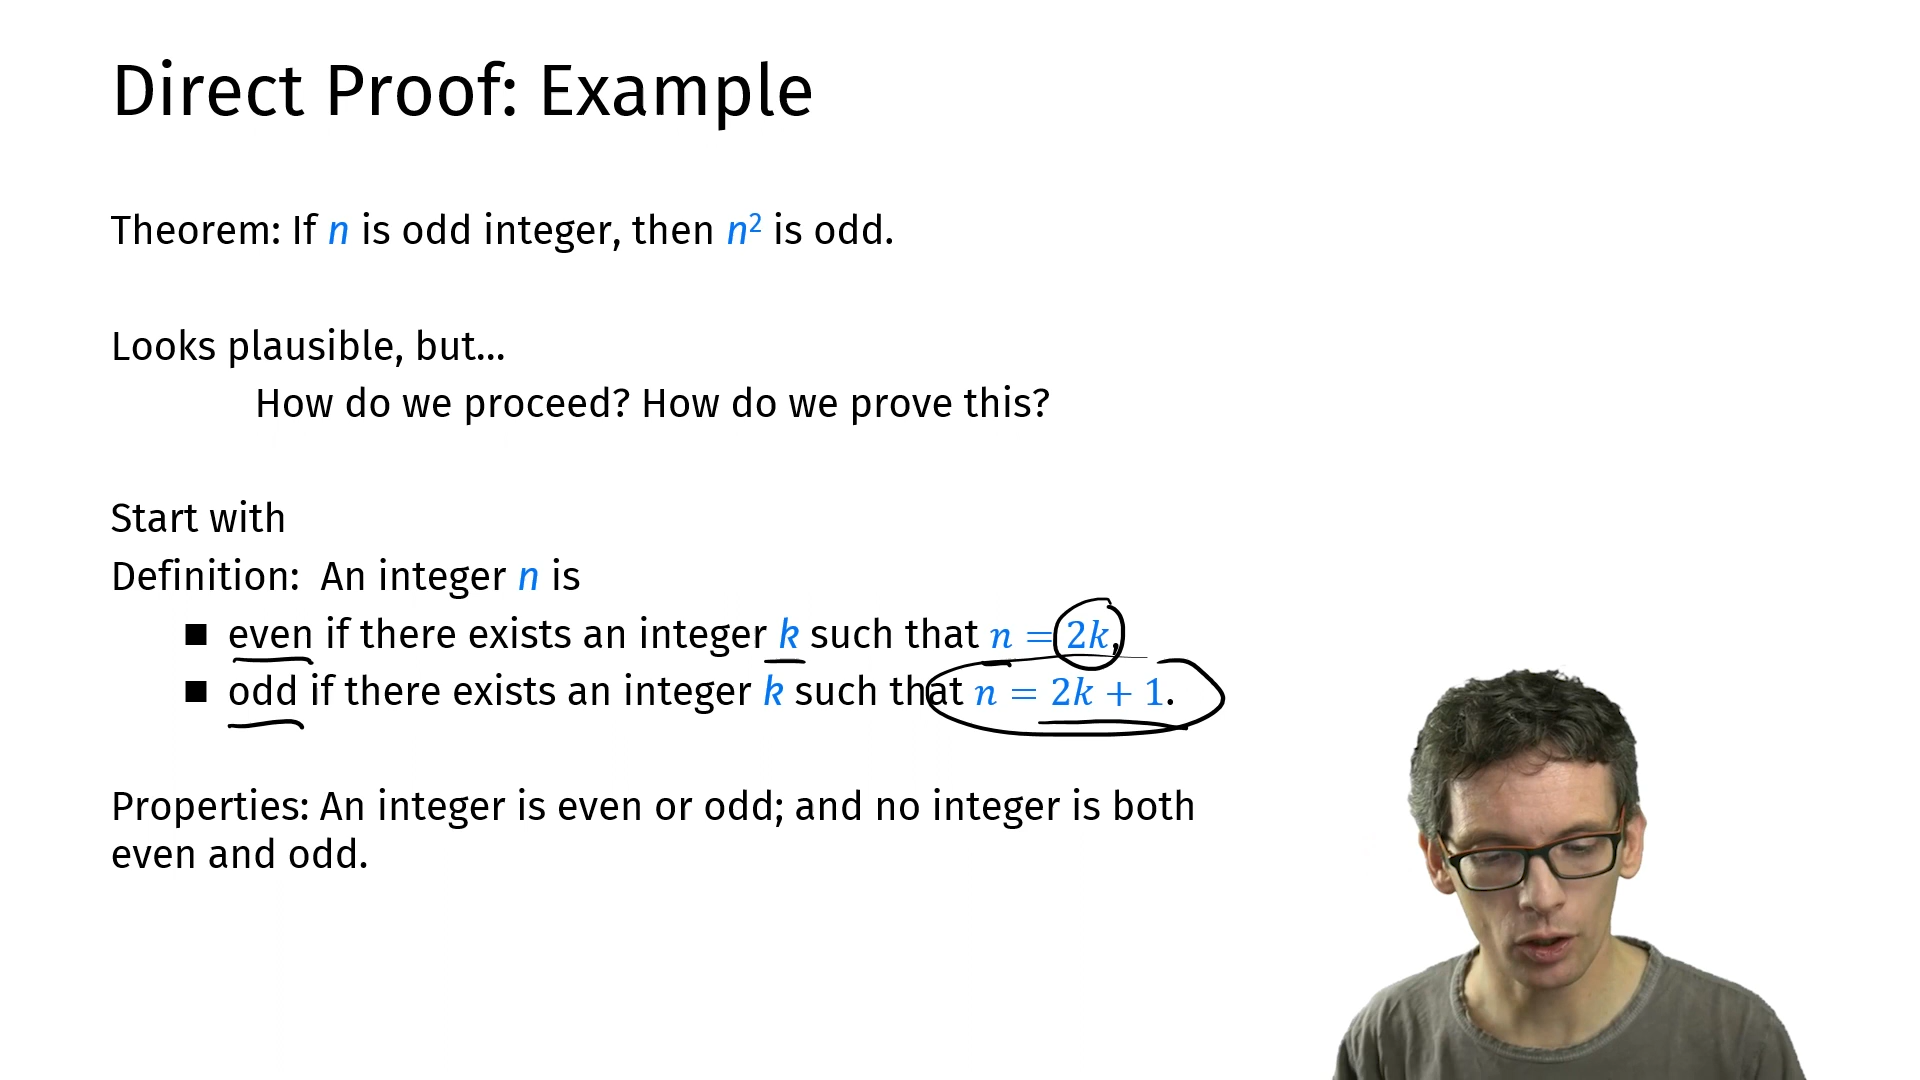 Direct Proof: Example
Theorem: If n is odd integer, then n² is odd.
Looks plausible, but...
How do we proceed? How do we prove this?
Start with
Definition: An integer n is
■ even if there exists an integer k such that n = 2k,
■ odd if there exists an integer k such that n = 2k + 1.
Properties: An integer is even or odd; and no integer is both
even and odd.